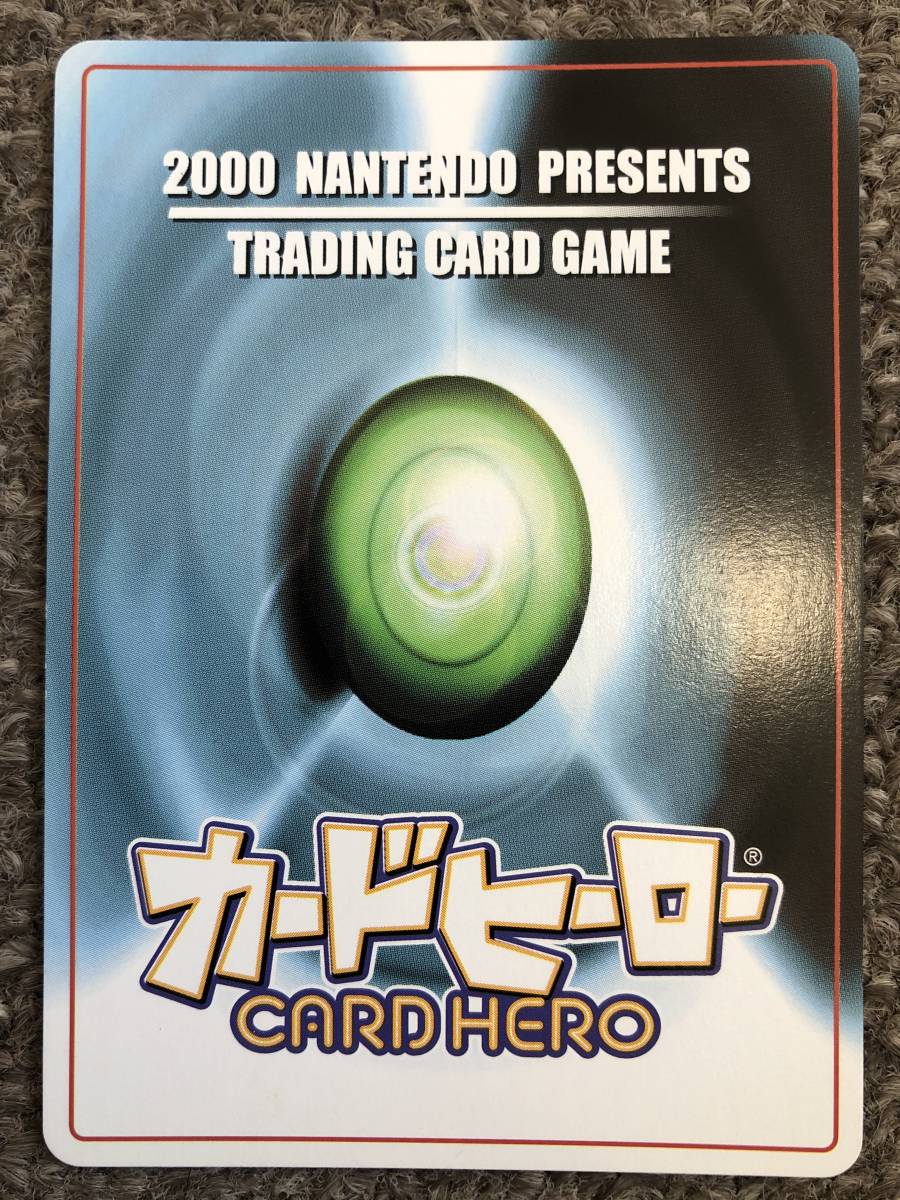 2000 NANTENDO PRESENTS
TRADING CARD GAME
カードヒーロー®
CARD HERO